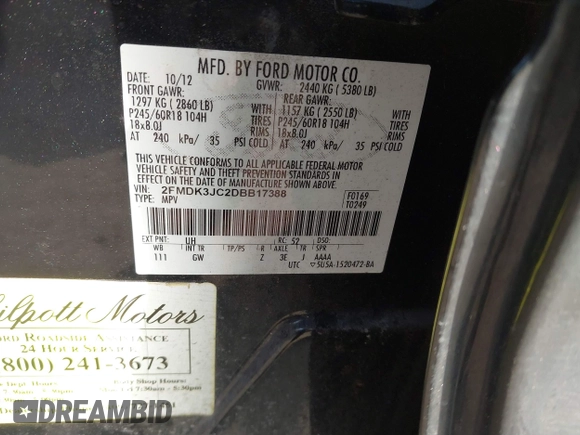 MFD. BY FORD MOTOR CO.
DATE: 10/12 GVWR: 2440 KG ( 5380 LB)
FRONT GAWR: REAR GAWR:
1297 KG ( 2860 LB) WITH 1157 KG ( 2550 LB) WITH
P245/60R18 104H TIRES P245/60R18 104H TIRES
18x8.0J RIMS 18x8.0J RIMS
AT 240 kPa/ 35 PSI COLD AT 240 kPa/ 35 PSI COLD
THIS VEHICLE CONFORMS TO ALL APPLICABLE FEDERAL MOTOR
VEHICLE SAFETY AND THEFT PREVENTION STANDARDS IN
EFFECT ON THE DATE OF MANUFACTURE SHOWN ABOVE.
VIN: 2FMDK3JC2DBB17388 F0169
TYPE: MPV T0249
EXT PNT: UH RC: 52 DSO:
WB INT TR TP/PS R AXLE TR SPR
111 GW Z 3E J AAAA
UTC 5U5A-1520472-BA
Motors
24 HOUR SERVICE
(800) 241-3673
Body Shop Hours:
DREAMBID